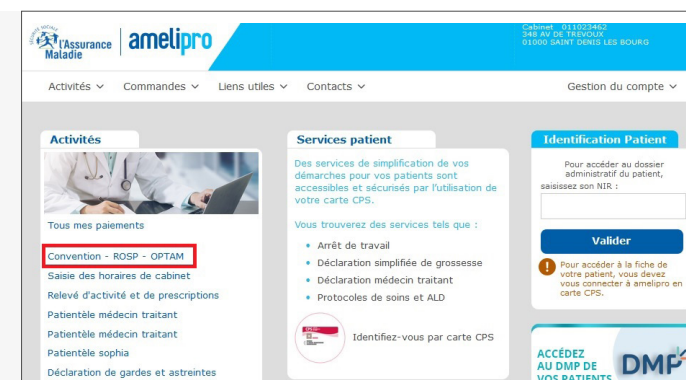 SÉCURITÉ SOCIALE
l'Assurance
Maladie
amelipro
Cabinet 011023462
348 AV DE TREVOUX
01000 SAINT DENIS LES BOURG
Activités
Commandes
Liens utiles
Contacts
Gestion du compte
Activités
Tous mes paiements
Convention - ROSP - OPTAM
Saisie des horaires de cabinet
Relevé d'activité et de prescriptions
Patientèle médecin traitant
Patientèle médecin traitant
Patientèle sophia
Déclaration de gardes et astreintes
Services patient
Des services de simplification de vos
démarches pour vos patients sont
accessibles et sécurisés par l'utilisation de
votre carte CPS.
Vous trouverez des services tels que :
• Arrêt de travail
• Déclaration simplifiée de grossesse
• Déclaration médecin traitant
• Protocoles de soins et ALD
Identifiez-vous par carte CPS
Identification Patient
Pour accéder au dossier
administratif du patient,
saisissez son NIR :
Valider
Pour accéder à la fiche de
votre patient, vous devez
vous connecter à amelipro en
carte CPS.
ACCÉDEZ
AU DMP DE
VOS PATIENTS
DMP